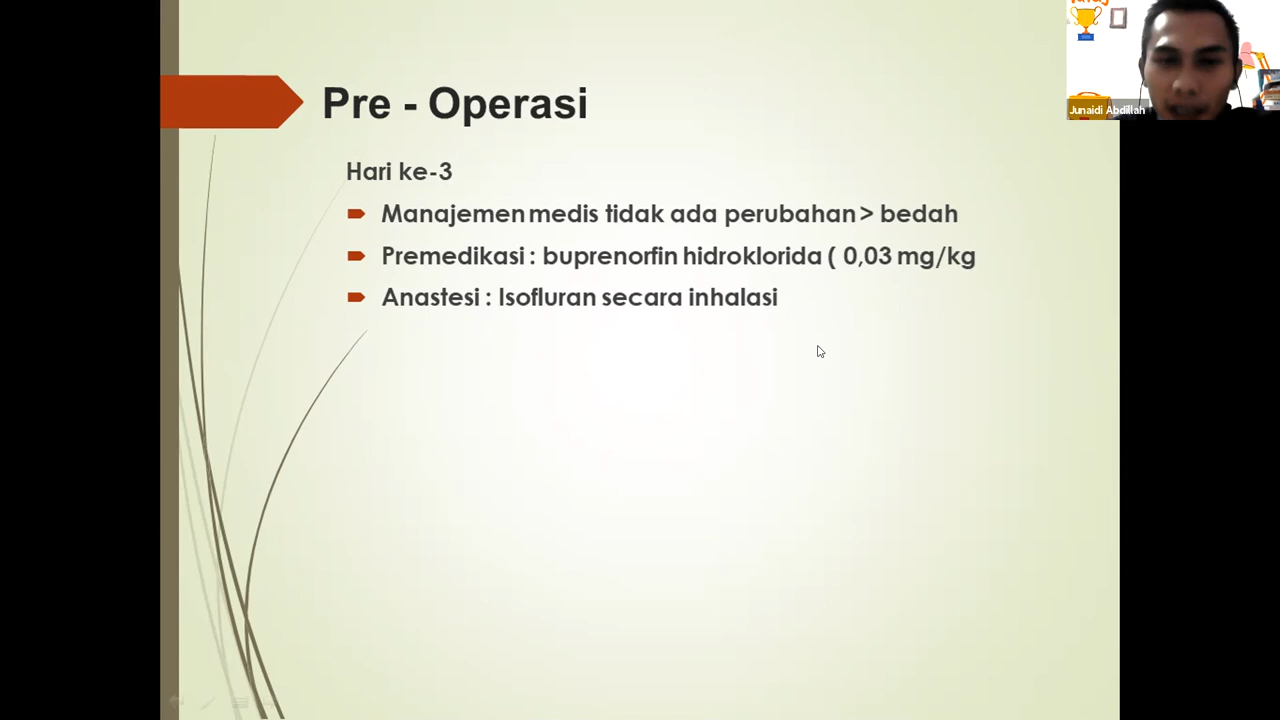 Pre - Operasi
Hari ke-3
Manajemen medis tidak ada perubahan > bedah
Premedikasi : buprenorfin hidroklorida ( 0,03 mg/kg
Anastesi : Isofluran secara inhalasi
Junaidi Abdillah